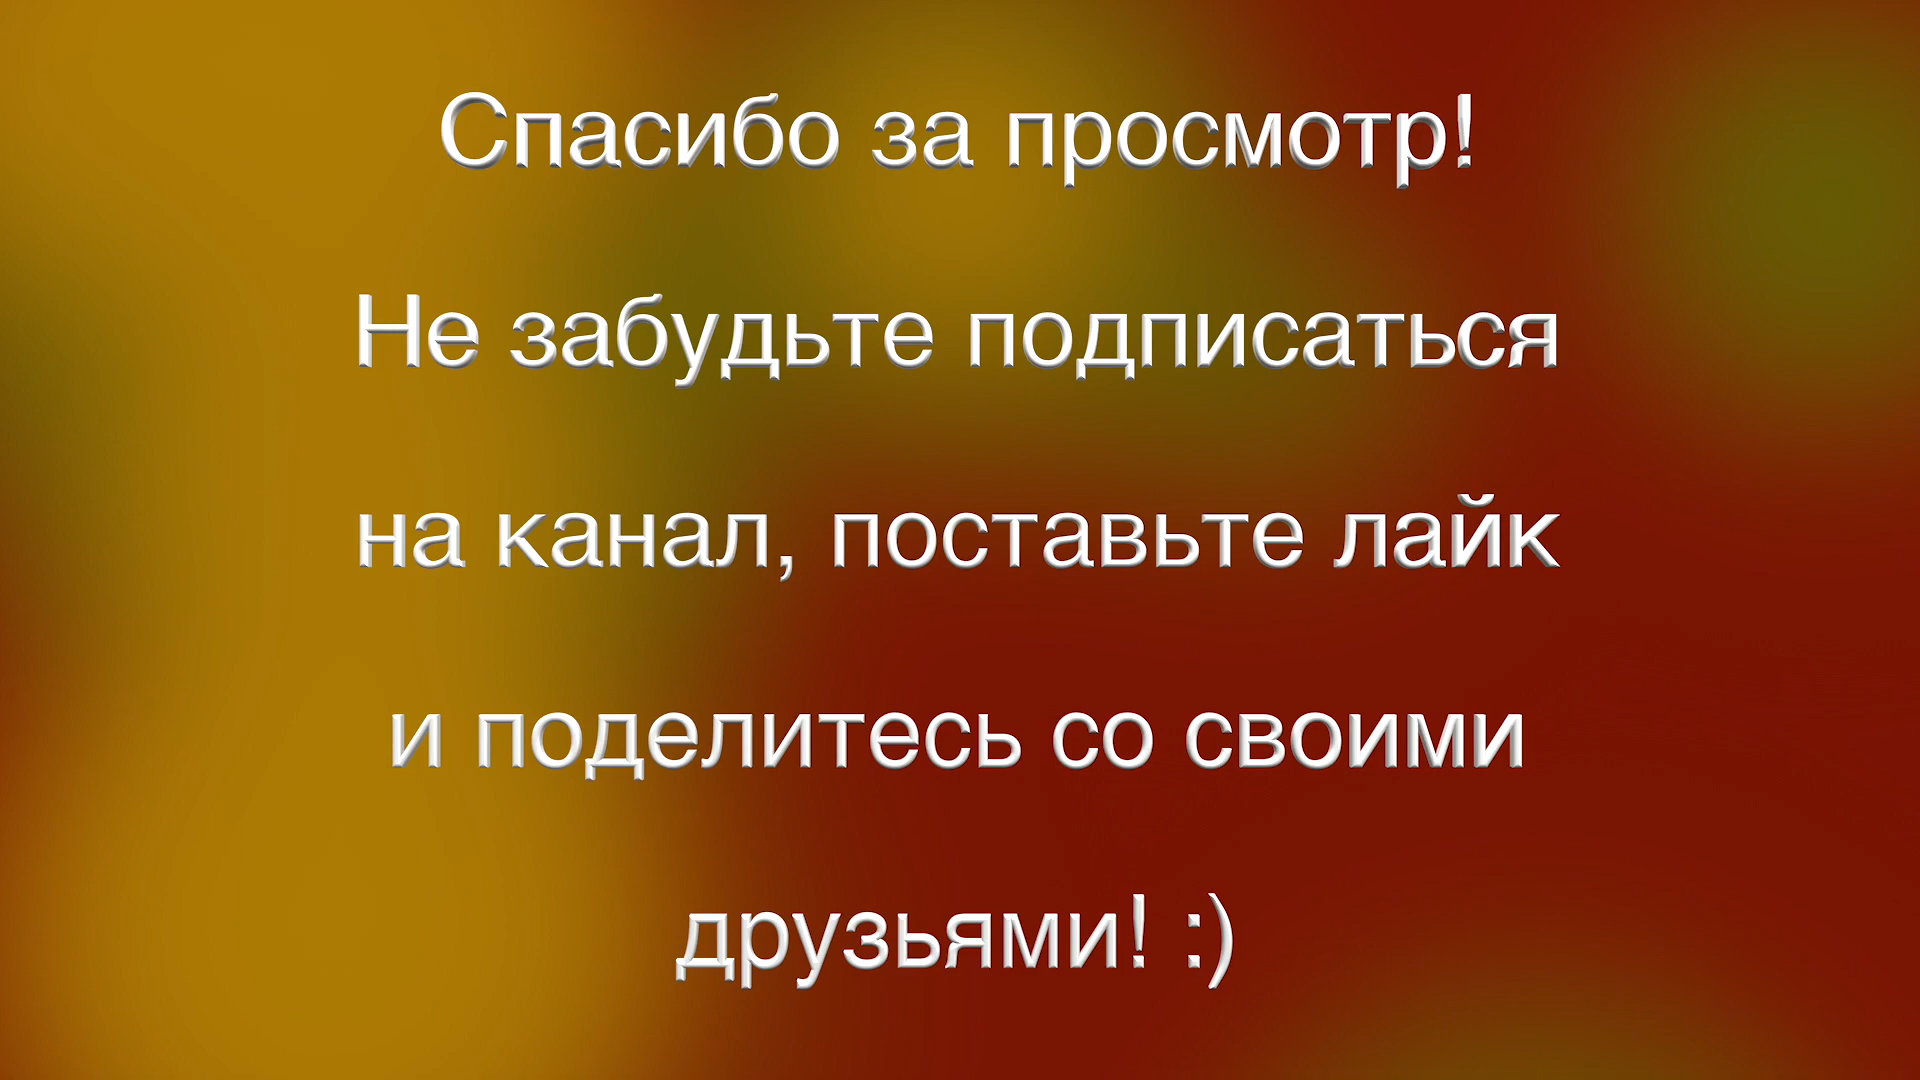 Спасибо за просмотр!
Не забудьте подписаться
на канал, поставьте лайк
и поделитесь со своими
друзьями! :)